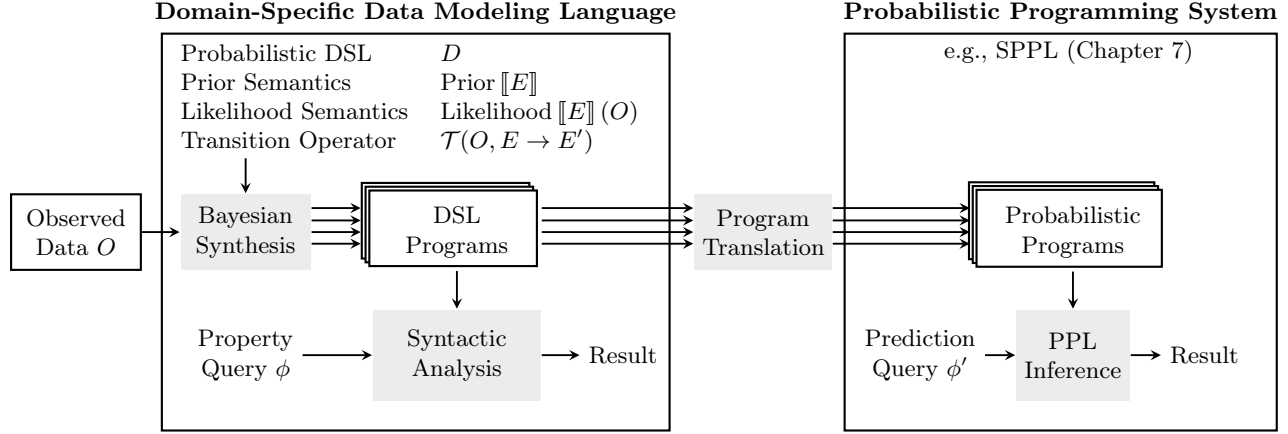 Domain-Specific Data Modeling Language
Probabilistic Programming System
Probabilistic DSL D
Prior Semantics Prior ⟦E⟧
Likelihood Semantics Likelihood ⟦E⟧ (O)
Transition Operator 𝒯(O, E → E′)
e.g., SPPL (Chapter 7)
Observed
Data O
Bayesian
Synthesis
DSL
Programs
Program
Translation
Probabilistic
Programs
Property
Query ϕ
Syntactic
Analysis
Result
Prediction
Query ϕ′
PPL
Inference
Result